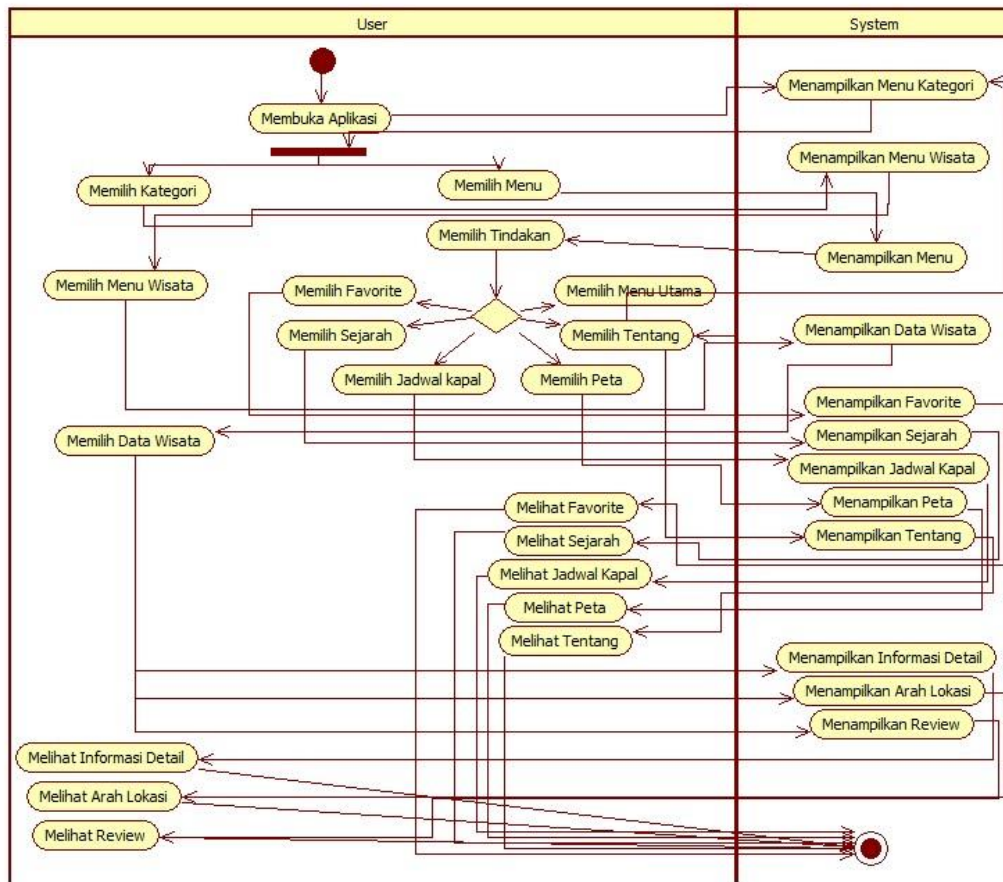 User
System
Membuka Aplikasi
Menampilkan Menu Kategori
Memilih Kategori
Memilih Menu
Menampilkan Menu Wisata
Memilih Tindakan
Menampilkan Menu
Memilih Menu Wisata
Memilih Favorite
Memilih Menu Utama
Memilih Sejarah
Memilih Tentang
Menampilkan Data Wisata
Memilih Jadwal kapal
Memilih Peta
Menampilkan Favorite
Memilih Data Wisata
Menampilkan Sejarah
Menampilkan Jadwal Kapal
Menampilkan Peta
Melihat Favorite
Menampilkan Tentang
Melihat Sejarah
Melihat Jadwal Kapal
Melihat Peta
Melihat Tentang
Menampilkan Informasi Detail
Menampilkan Arah Lokasi
Menampilkan Review
Melihat Informasi Detail
Melihat Arah Lokasi
Melihat Review